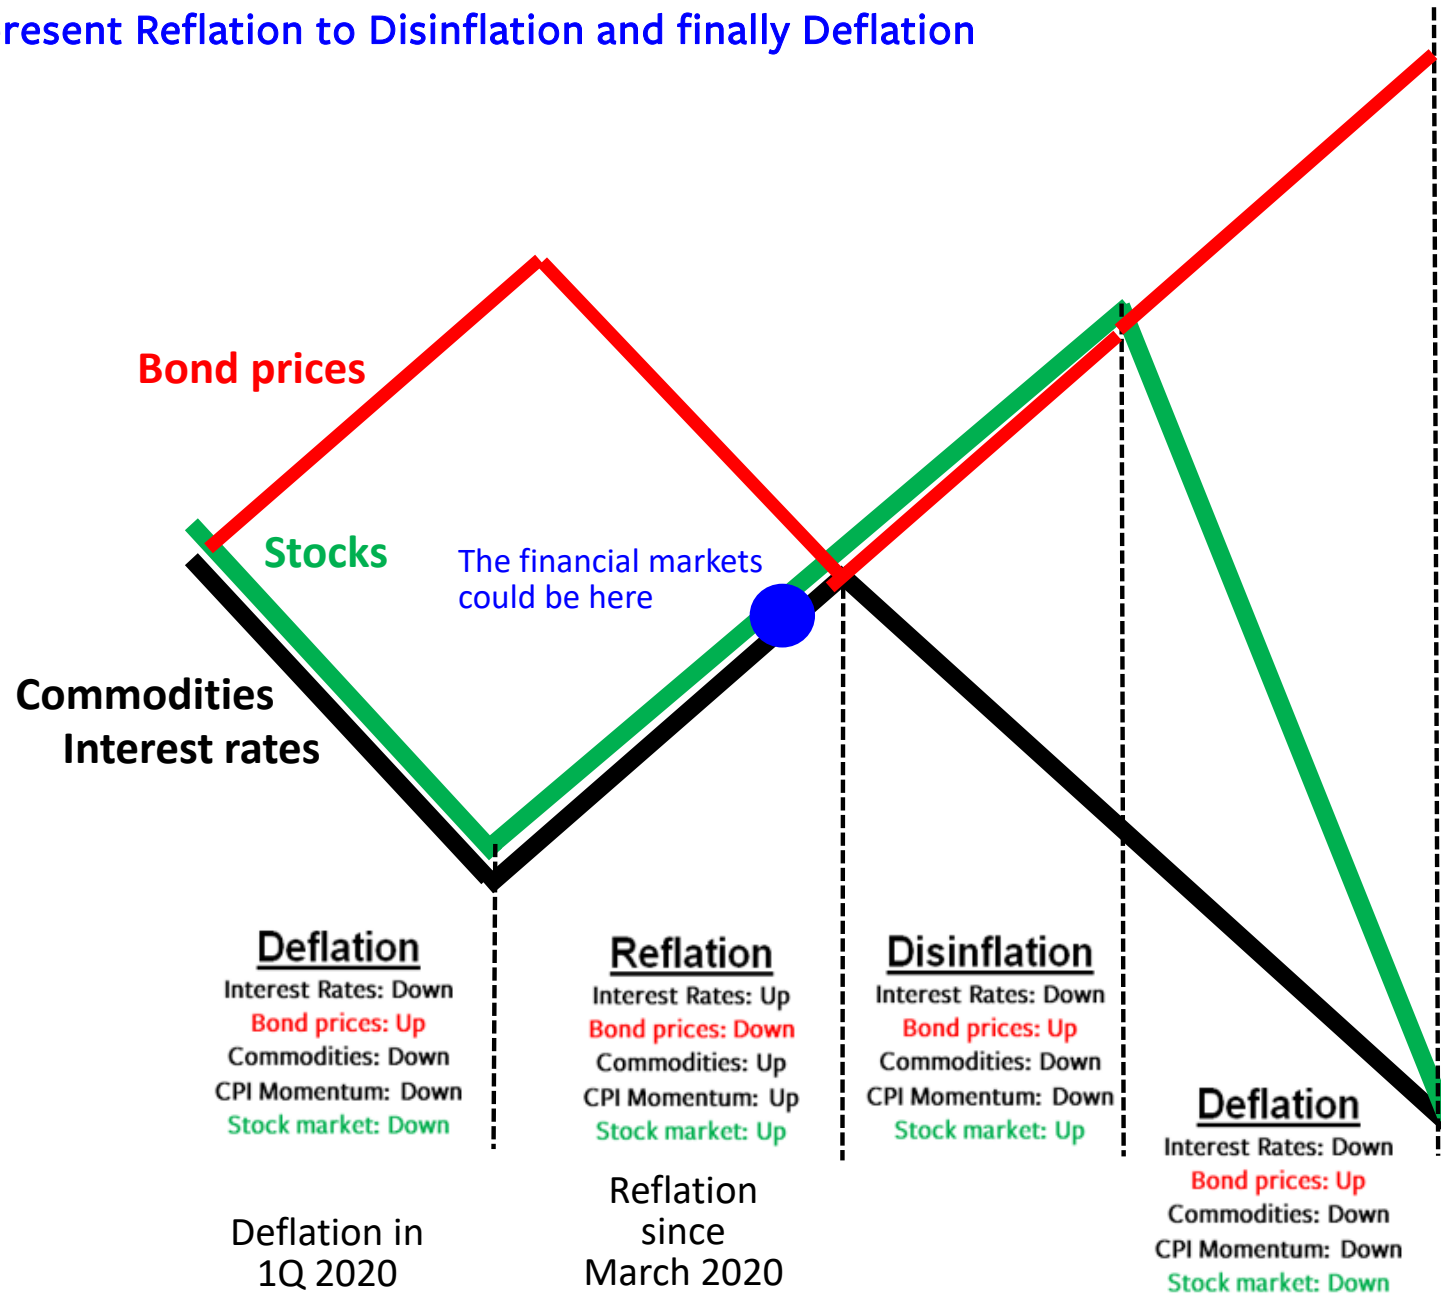 resent Reflation to Disinflation and finally Deflation
Bond prices
Stocks
The financial markets
could be here
Commodities
Interest rates
Deflation
Interest Rates: Down
Bond prices: Up
Commodities: Down
CPI Momentum: Down
Stock market: Down
Deflation in
1Q 2020
Reflation
Interest Rates: Up
Bond prices: Down
Commodities: Up
CPI Momentum: Up
Stock market: Up
Reflation
since
March 2020
Disinflation
Interest Rates: Down
Bond prices: Up
Commodities: Down
CPI Momentum: Down
Stock market: Up
Deflation
Interest Rates: Down
Bond prices: Up
Commodities: Down
CPI Momentum: Down
Stock market: Down